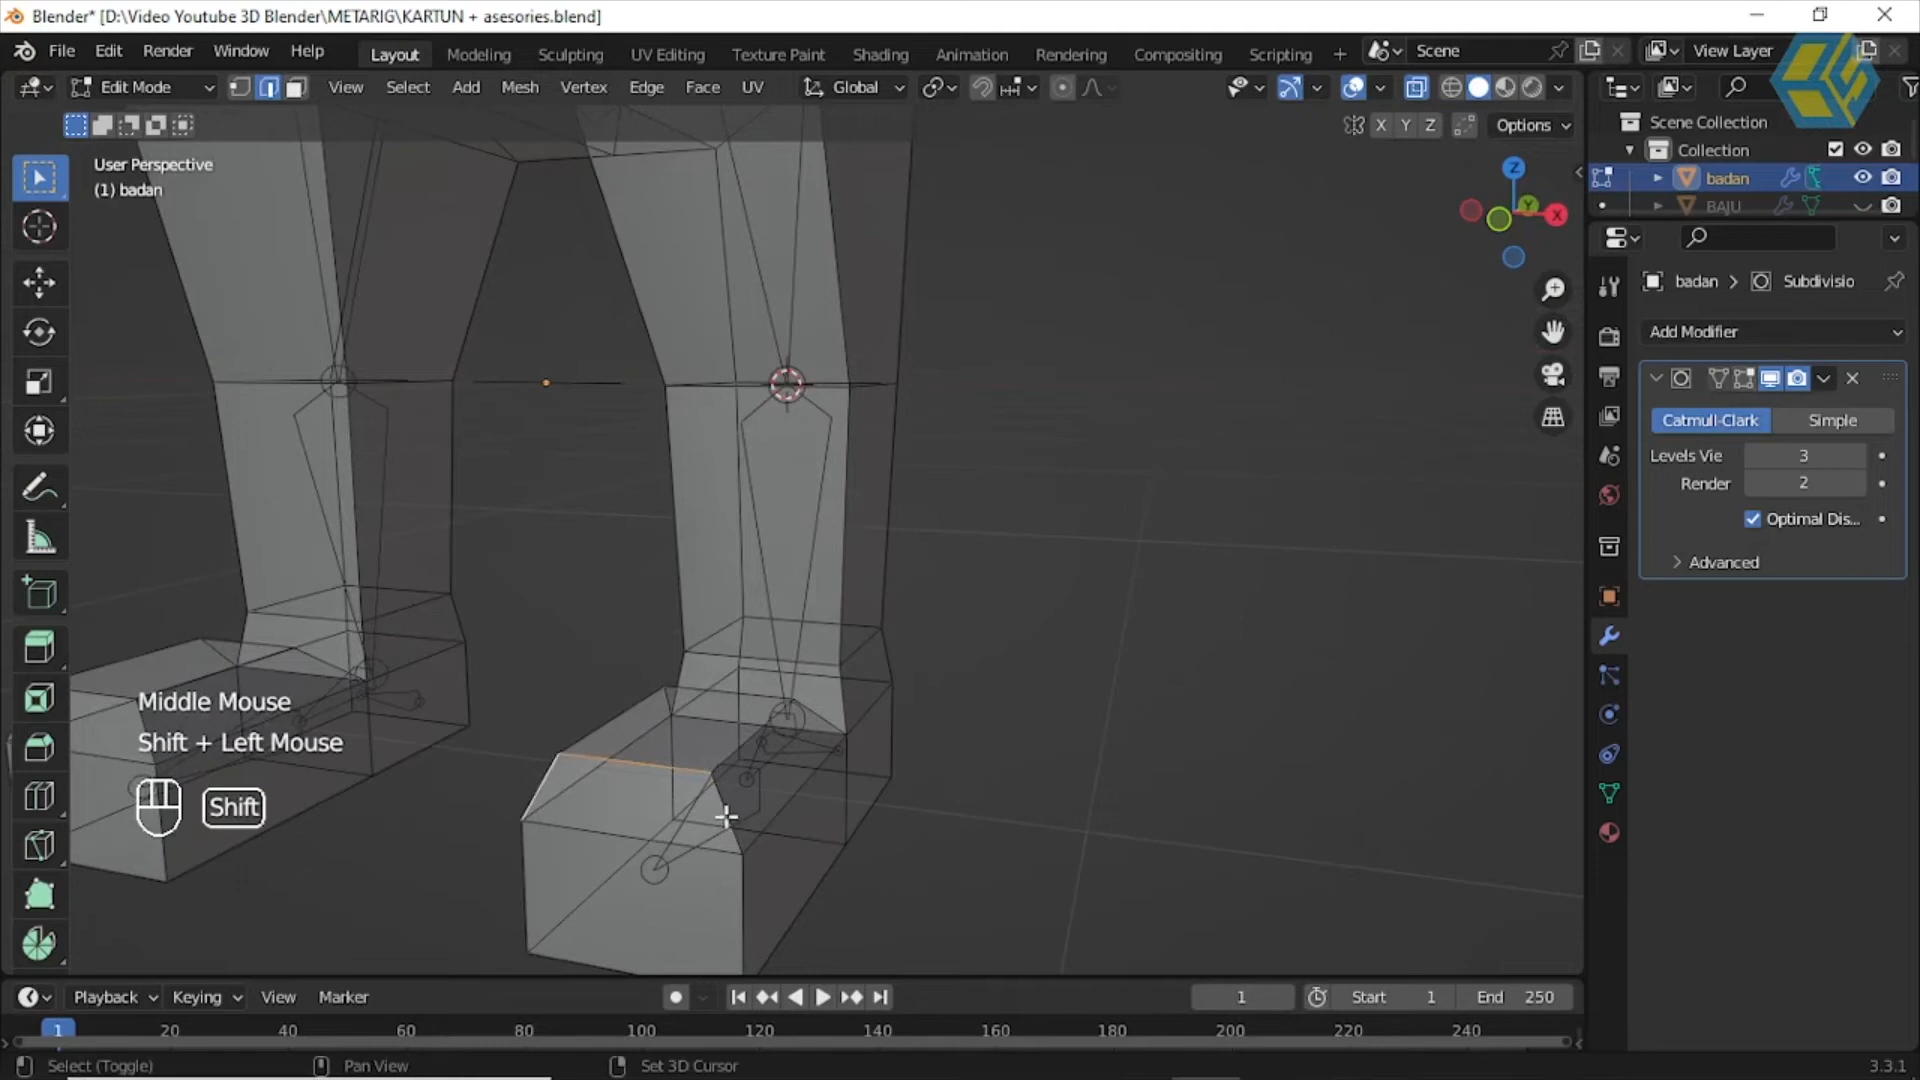 Blender* [D:\Video Youtube 3D Blender\METARIG\KARTUN + asesories.blend]
File Edit Render Window Help Layout Modeling Sculpting UV Editing Texture Paint Shading Animation Rendering Compositing Scripting + Scene View Layer
Edit Mode View Select Add Mesh Vertex Edge Face UV Global
X Y Z Options
User Perspective
(1) badan
Z
Y
X
Middle Mouse
Shift + Left Mouse
Shift
Scene Collection
Collection
badan
BAJU
badan > Subdivisio
Add Modifier
Catmull-Clark Simple
Levels Vie 3
Render 2
Optimal Dis...
Advanced
Playback Keying View Marker 1 Start 1 End 250
1 20 40 60 80 100 120 140 160 180 200 220 240
Select (Toggle) Pan View Set 3D Cursor 3.3.1